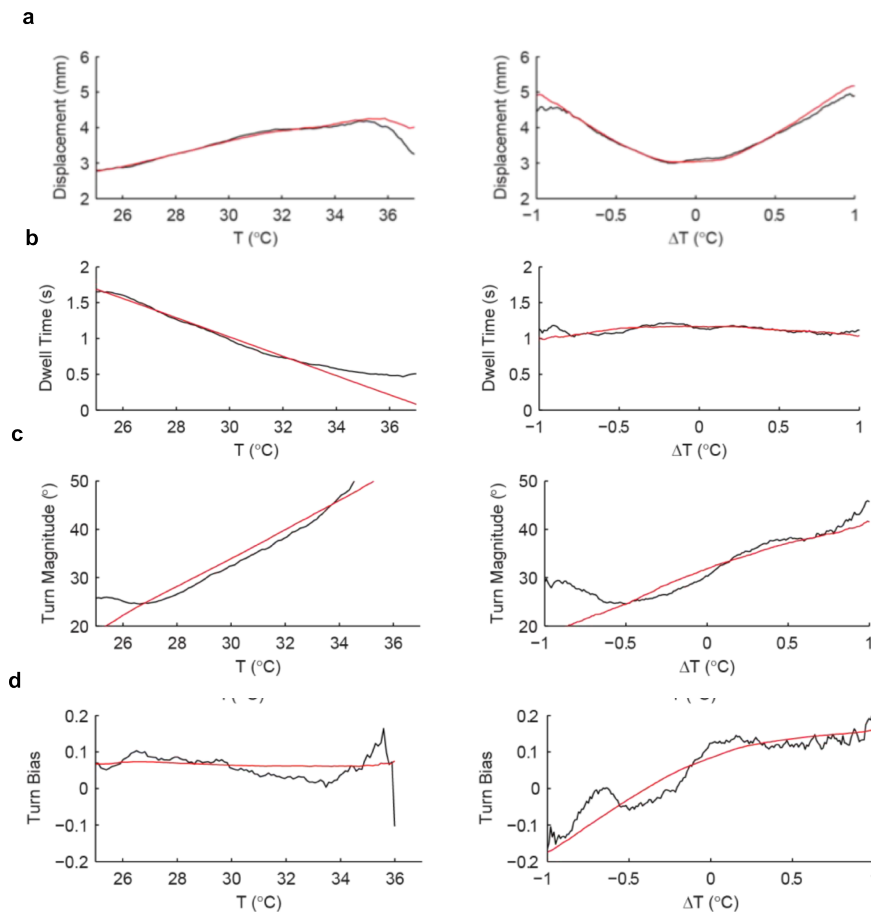 a
Displacement (mm)
6
5
4
3
2
26 28 30 32 34 36
T (°C)
Displacement (mm)
6
5
4
3
2
−1 −0.5 0 0.5 1
ΔT (°C)
b
Dwell Time (s)
2
1.5
1
0.5
0
26 28 30 32 34 36
T (°C)
Dwell Time (s)
2
1.5
1
0.5
0
−1 −0.5 0 0.5 1
ΔT (°C)
c
Turn Magnitude (°)
50
40
30
20
26 28 30 32 34 36
T (°C)
Turn Magnitude (°)
50
40
30
20
−1 −0.5 0 0.5 1
ΔT (°C)
d
Turn Bias
0.2
0.1
0
−0.1
−0.2
26 28 30 32 34 36
T (°C)
Turn Bias
0.2
0.1
0
−0.1
−0.2
−1 −0.5 0 0.5
ΔT (°C)